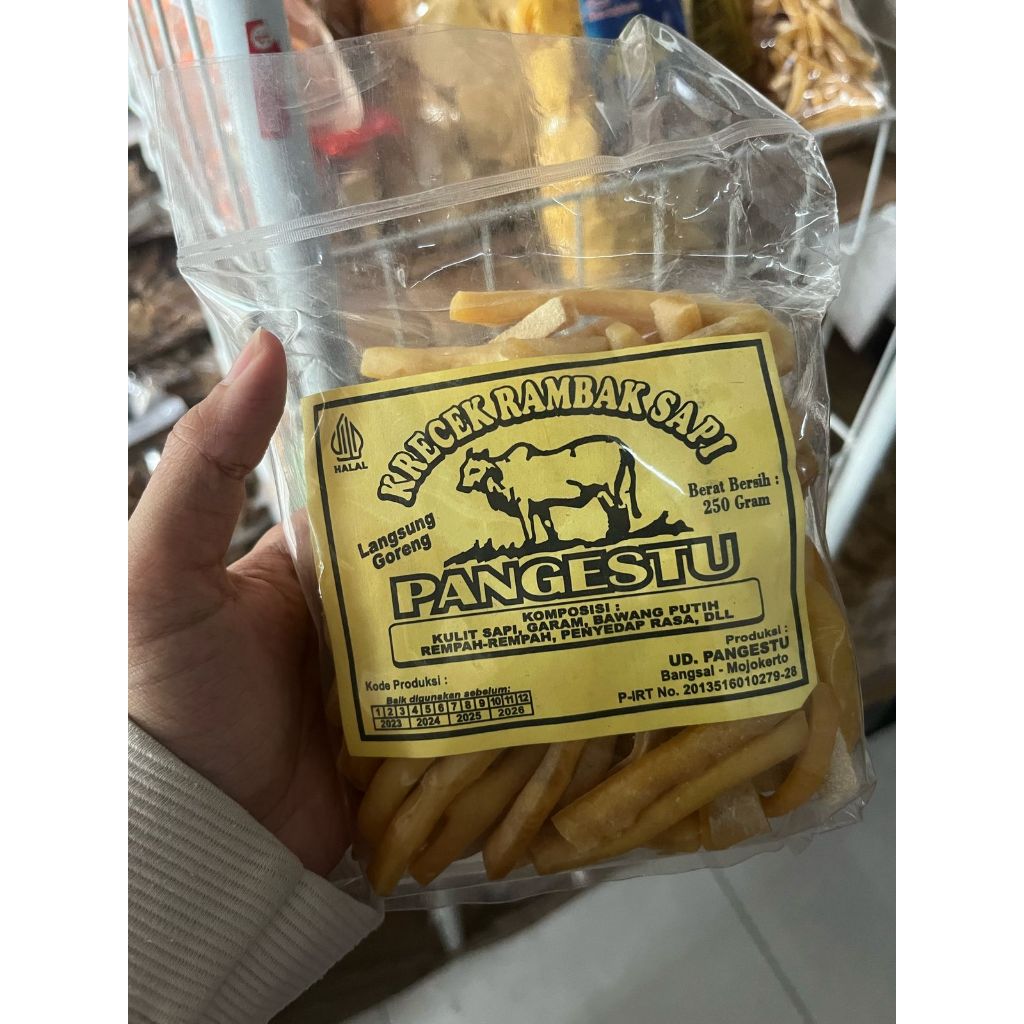 KRECEK RAMBAK SAPI
HALAL
Berat Bersih :
250 Gram
Langsung
Goreng
PANGESTU
KOMPOSISI :
KULIT SAPI, GARAM, BAWANG PUTIH
REMPAH-REMPAH, PENYEDAP RASA, DLL
Produksi :
UD. PANGESTU
Bangsal - Mojokerto
P-IRT No. 2013516010279-28
Kode Produksi :
Baik digunakan sebelum:
1 2 3 4 5 6 7 8 9 10 11 12
2023 2024 2025 2026